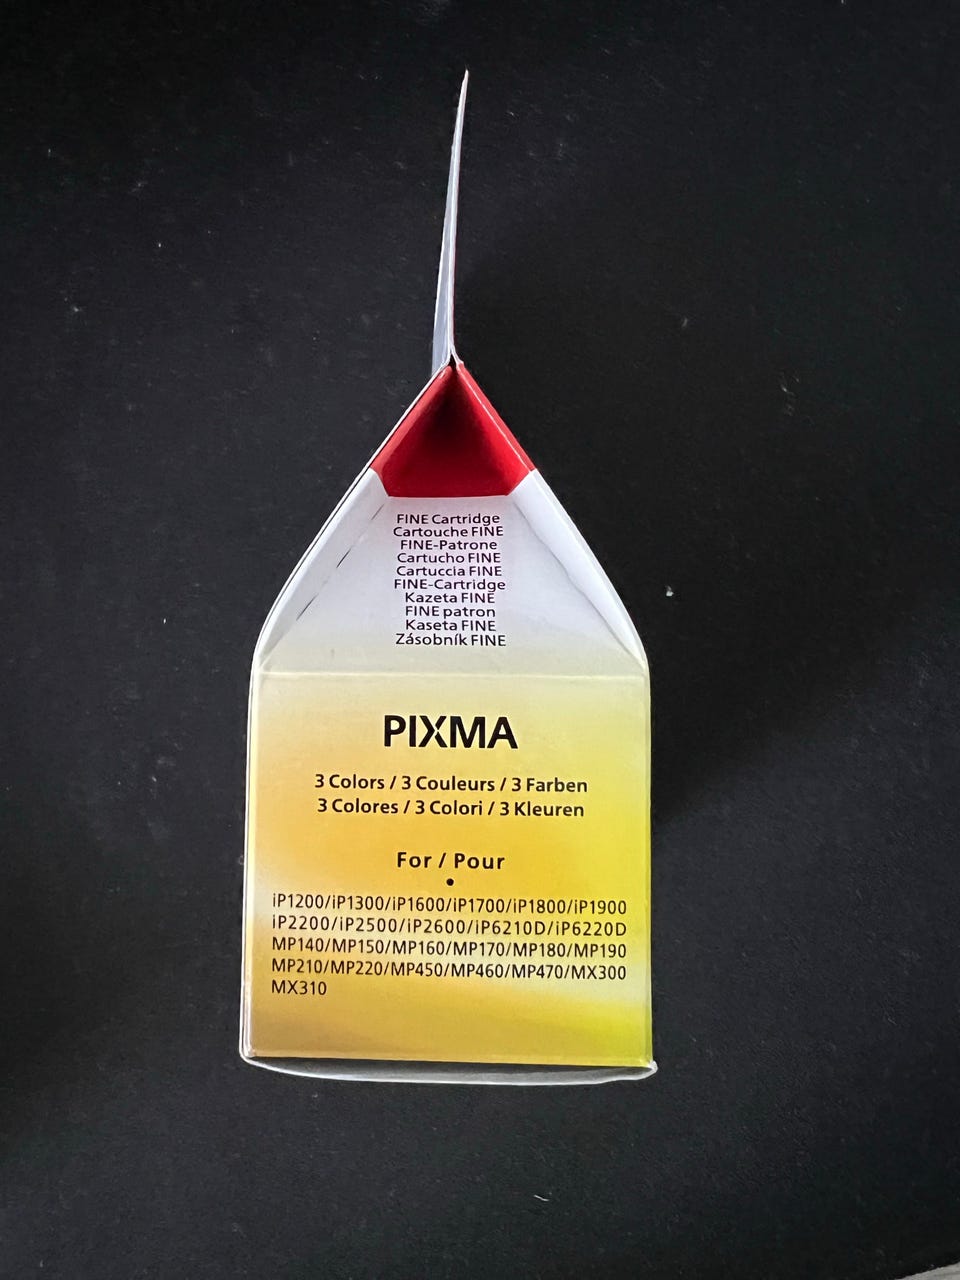 FINE Cartridge
Cartouche FINE
FINE-Patrone
Cartucho FINE
Cartuccia FINE
FINE-Cartridge
Kazeta FINE
FINE patron
Kaseta FINE
Zásobník FINE
PIXMA
3 Colors / 3 Couleurs / 3 Farben
3 Colores / 3 Colori / 3 Kleuren
For / Pour
•
iP1200/iP1300/iP1600/iP1700/iP1800/iP1900
iP2200/iP2500/iP2600/iP6210D/iP6220D
MP140/MP150/MP160/MP170/MP180/MP190
MP210/MP220/MP450/MP460/MP470/MX300
MX310